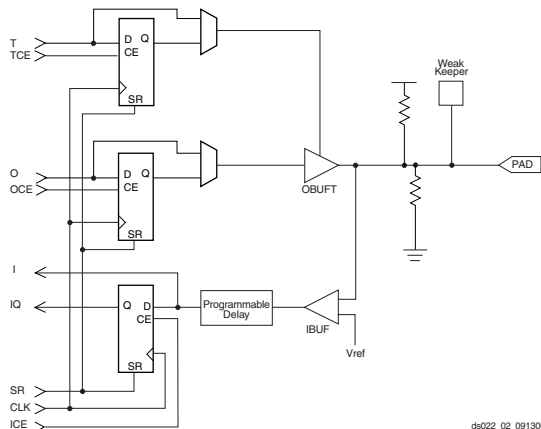 T
TCE
D Q
CE
SR
Weak
Keeper
O
OCE
D Q
CE
SR
OBUFT
PAD
I
IQ
Q D
CE
SR
Programmable
Delay
IBUF
Vref
SR
CLK
ICE
ds022_02_09130